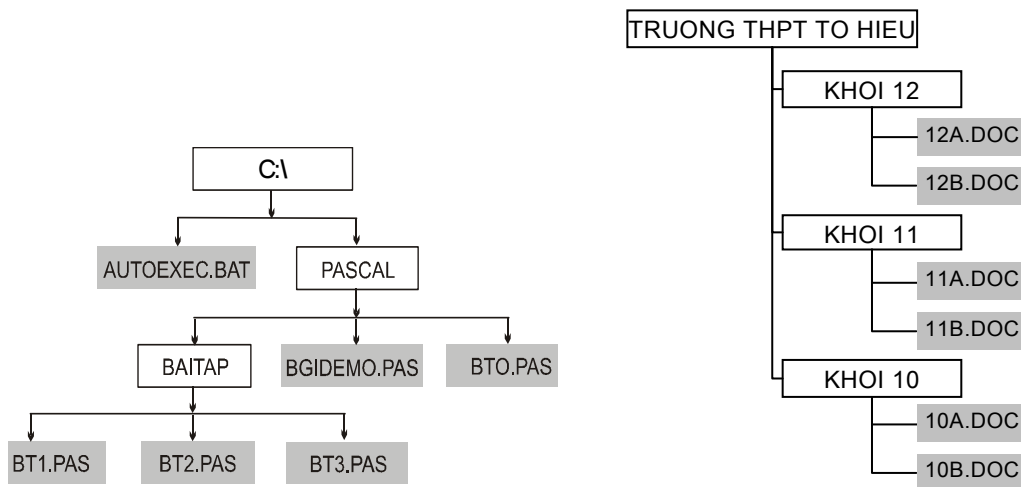 C:\
AUTOEXEC.BAT
PASCAL
BAITAP
BGIDEMO.PAS
BTO.PAS
BT1.PAS
BT2.PAS
BT3.PAS
TRUONG THPT TO HIEU
KHOI 12
12A.DOC
12B.DOC
KHOI 11
11A.DOC
11B.DOC
KHOI 10
10A.DOC
10B.DOC